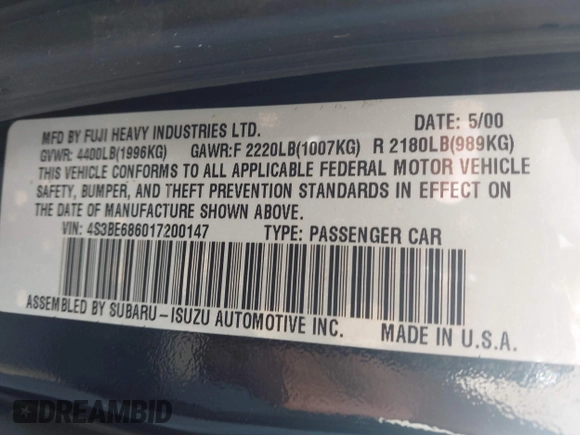 MFD BY FUJI HEAVY INDUSTRIES LTD. DATE: 5/00
GVWR: 4400LB(1996KG) GAWR:F 2220LB(1007KG) R 2180LB(989KG)
THIS VEHICLE CONFORMS TO ALL APPLICABLE FEDERAL MOTOR VEHICLE
SAFETY, BUMPER, AND THEFT PREVENTION STANDARDS IN EFFECT ON
THE DATE OF MANUFACTURE SHOWN ABOVE.
VIN: 4S3BE686017200147 TYPE: PASSENGER CAR
ASSEMBLED BY SUBARU-ISUZU AUTOMOTIVE INC. MADE IN U.S.A.
DREAMBID